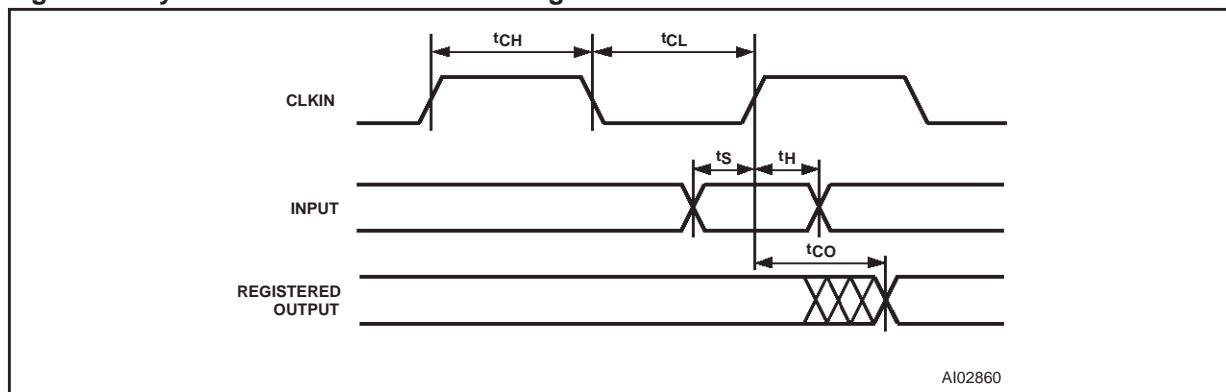 tCH tCL
CLKIN
tS tH
INPUT
tCO
REGISTERED
OUTPUT
AI02860